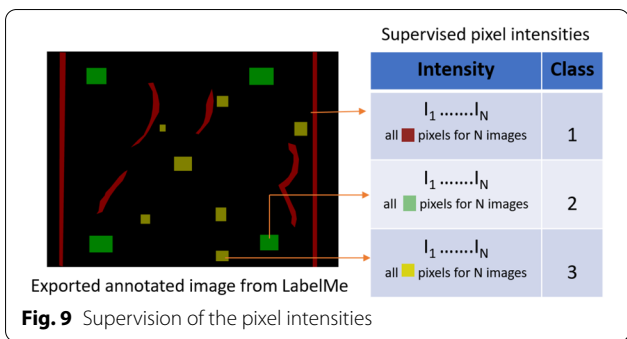 Supervised pixel intensities
Intensity Class
I1 .......IN
all pixels for N images
1
I1 .......IN
all pixels for N images
2
I1 .......IN
all pixels for N images
3
Exported annotated image from LabelMe
Fig. 9 Supervision of the pixel intensities